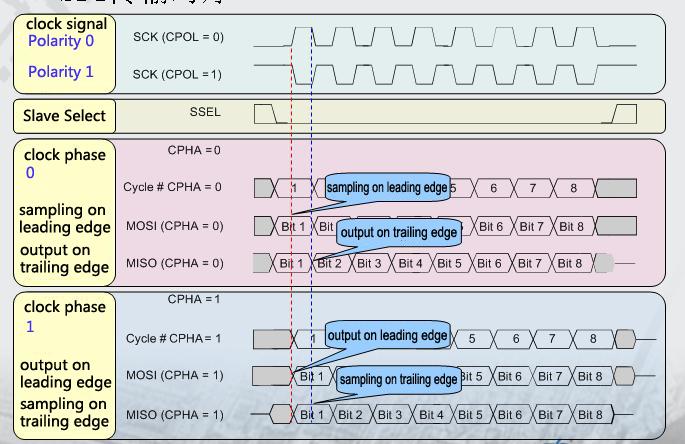 clock signal
Polarity 0
SCK (CPOL = 0)
Polarity 1
SCK (CPOL = 1)
Slave Select
SSEL
clock phase
0
CPHA = 0
Cycle # CPHA = 0
1
sampling on leading edge
5
6
7
8
sampling on
leading edge
MOSI (CPHA = 0)
Bit 1
Bit
output on trailing edge
Bit 6
Bit 7
Bit 8
output on
trailing edge
MISO (CPHA = 0)
Bit 1
Bit 2
Bit 3
Bit 4
Bit 5
Bit 6
Bit 7
Bit 8
clock phase
1
CPHA = 1
Cycle # CPHA = 1
1
output on leading edge
5
6
7
8
output on
leading edge
MOSI (CPHA = 1)
Bit 1
sampling on trailing edge
Bit 5
Bit 6
Bit 7
Bit 8
sampling on
trailing edge
MISO (CPHA = 1)
Bit 1
Bit 2
Bit 3
Bit 4
Bit 5
Bit 6
Bit 7
Bit 8